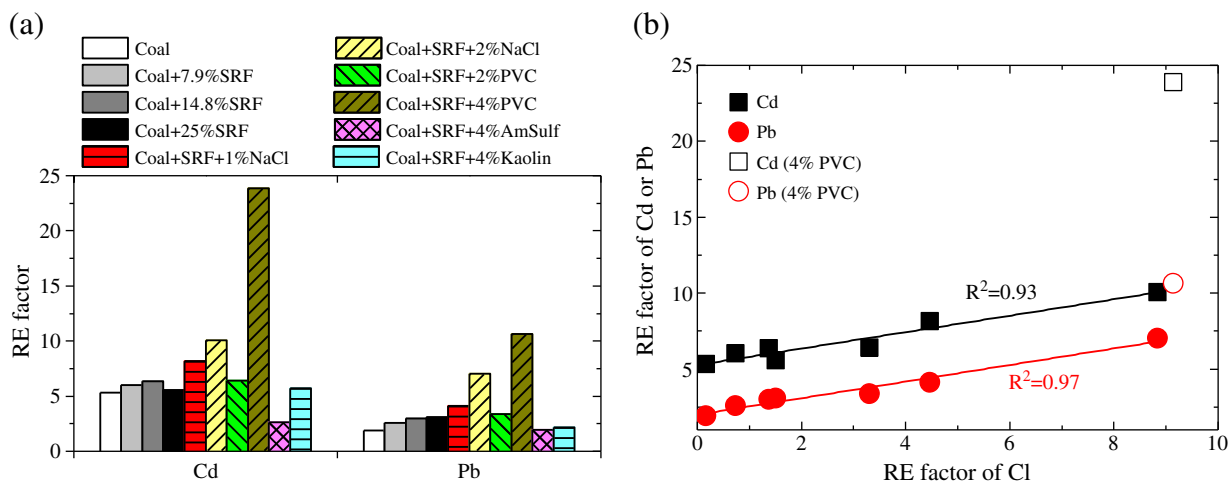 (a)
Coal
Coal+7.9%SRF
Coal+14.8%SRF
Coal+25%SRF
Coal+SRF+1%NaCl
Coal+SRF+2%NaCl
Coal+SRF+2%PVC
Coal+SRF+4%PVC
Coal+SRF+4%AmSulf
Coal+SRF+4%Kaolin
25
20
15
10
5
0
RE factor
Cd
Pb
(b)
25
20
15
10
5
RE factor of Cd or Pb
Cd
Pb
Cd (4% PVC)
Pb (4% PVC)
R²=0.93
R²=0.97
0
2
4
6
8
10
RE factor of Cl